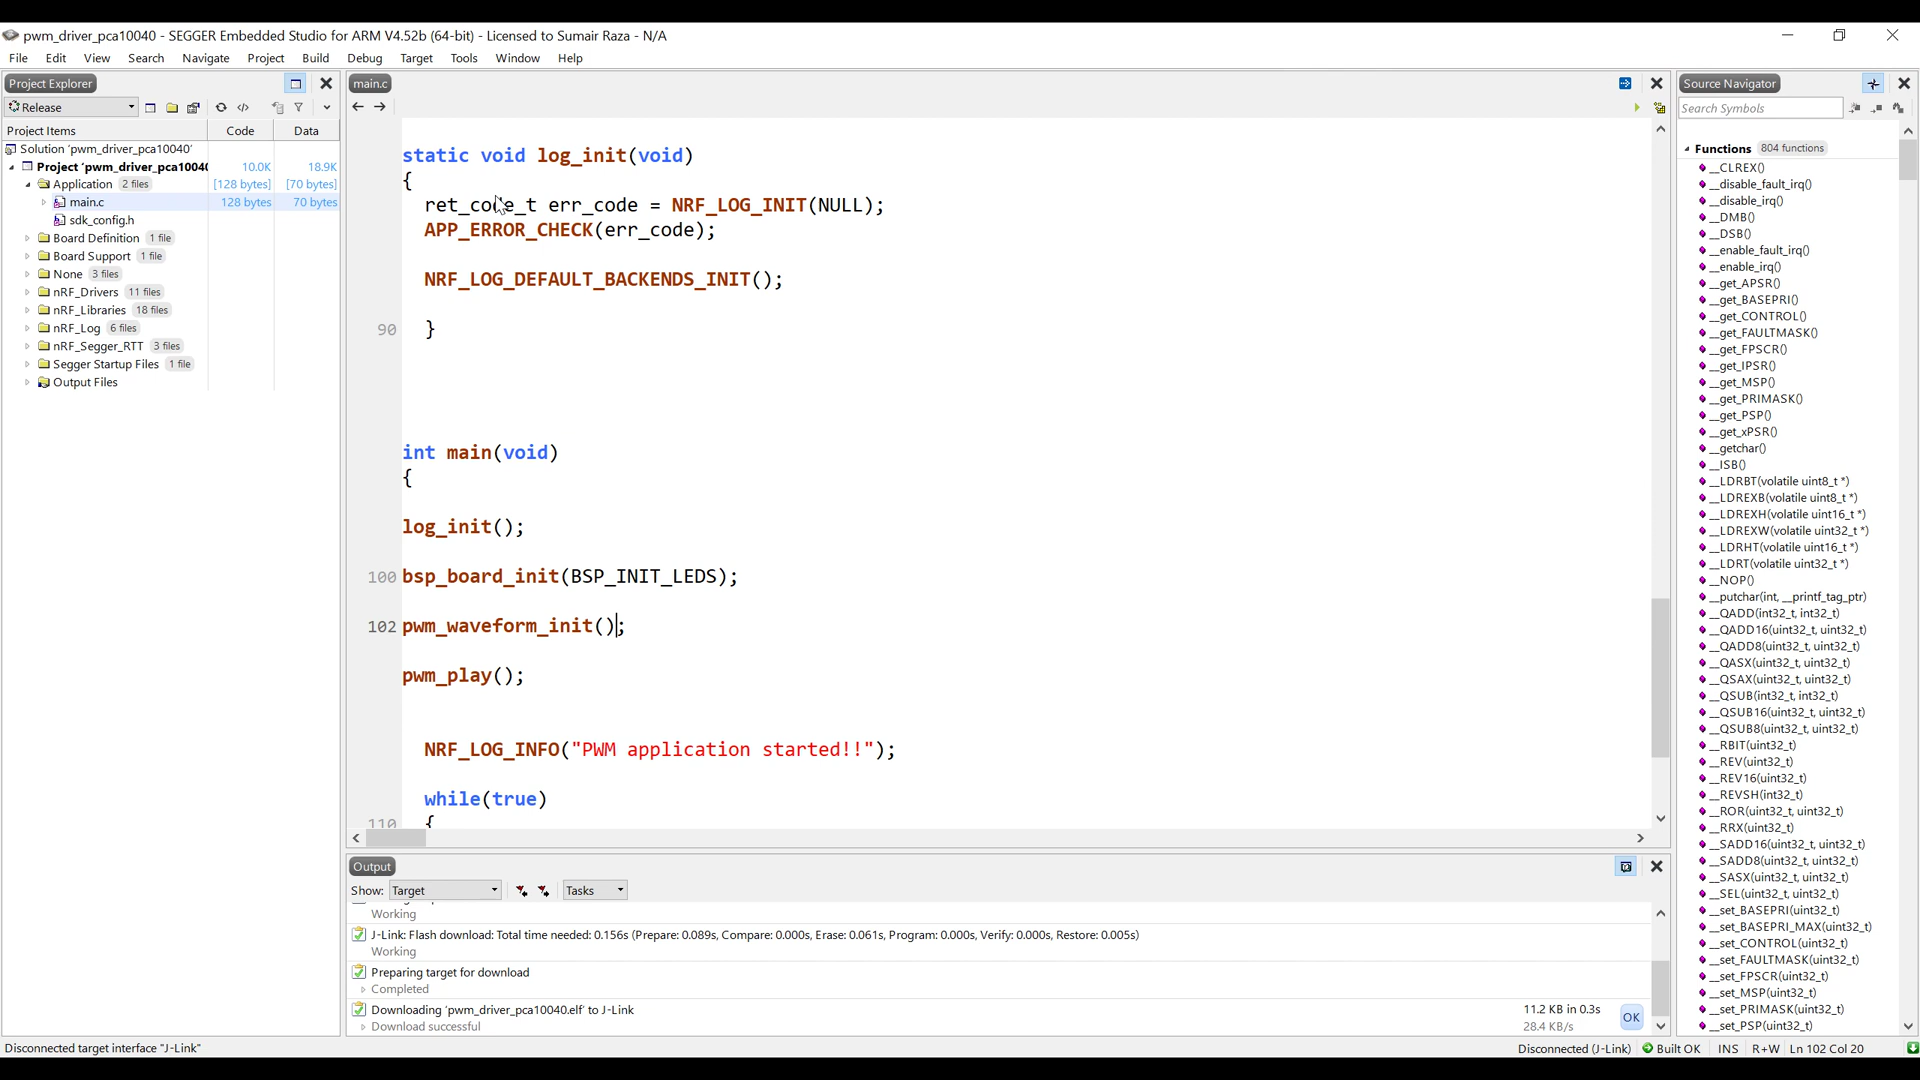 pwm_driver_pca10040 - SEGGER Embedded Studio for ARM V4.52b (64-bit) - Licensed to Sumair Raza - N/A
File Edit View Search Navigate Project Build Debug Target Tools Window Help
Project Explorer
Release
Project Items Code Data
Solution 'pwm_driver_pca10040'
Project 'pwm_driver_pca1004 10.0K 18.9K
Application 2 files [128 bytes] [70 bytes]
main.c 128 bytes 70 bytes
sdk_config.h
Board Definition 1 file
Board Support 1 file
None 3 files
nRF_Drivers 11 files
nRF_Libraries 18 files
nRF_Log 6 files
nRF_Segger_RTT 3 files
Segger Startup Files 1 file
Output Files
main.c
static void log_init(void)
{
ret_code_t err_code = NRF_LOG_INIT(NULL);
APP_ERROR_CHECK(err_code);
NRF_LOG_DEFAULT_BACKENDS_INIT();
90 }
int main(void)
{
log_init();
100 bsp_board_init(BSP_INIT_LEDS);
102 pwm_waveform_init();
pwm_play();
NRF_LOG_INFO("PWM application started!!");
while(true)
110 {
Output
Show: Target Tasks
Working
J-Link: Flash download: Total time needed: 0.156s (Prepare: 0.089s, Compare: 0.000s, Erase: 0.061s, Program: 0.000s, Verify: 0.000s, Restore: 0.005s)
Working
Preparing target for download
Completed
Downloading 'pwm_driver_pca10040.elf' to J-Link 11.2 KB in 0.3s
Download successful 28.4 KB/s
OK
Source Navigator
Search Symbols
Functions 804 functions
__CLREX()
__disable_fault_irq()
__disable_irq()
__DMB()
__DSB()
__enable_fault_irq()
__enable_irq()
__get_APSR()
__get_BASEPRI()
__get_CONTROL()
__get_FAULTMASK()
__get_FPSCR()
__get_IPSR()
__get_MSP()
__get_PRIMASK()
__get_PSP()
__get_xPSR()
__getchar()
__ISB()
__LDRBT(volatile uint8_t *)
__LDREXB(volatile uint8_t *)
__LDREXH(volatile uint16_t *)
__LDREXW(volatile uint32_t *)
__LDRHT(volatile uint16_t *)
__LDRT(volatile uint32_t *)
__NOP()
__putchar(int, __printf_tag_ptr)
__QADD(int32_t, int32_t)
__QADD16(uint32_t, uint32_t)
__QADD8(uint32_t, uint32_t)
__QASX(uint32_t, uint32_t)
__QSAX(uint32_t, uint32_t)
__QSUB(int32_t, int32_t)
__QSUB16(uint32_t, uint32_t)
__QSUB8(uint32_t, uint32_t)
__RBIT(uint32_t)
__REV(uint32_t)
__REV16(uint32_t)
__REVSH(int32_t)
__ROR(uint32_t, uint32_t)
__RRX(uint32_t)
__SADD16(uint32_t, uint32_t)
__SADD8(uint32_t, uint32_t)
__SASX(uint32_t, uint32_t)
__SEL(uint32_t, uint32_t)
__set_BASEPRI(uint32_t)
__set_BASEPRI_MAX(uint32_t)
__set_CONTROL(uint32_t)
__set_FAULTMASK(uint32_t)
__set_FPSCR(uint32_t)
__set_MSP(uint32_t)
__set_PRIMASK(uint32_t)
__set_PSP(uint32_t)
Disconnected target interface "J-Link" Disconnected (J-Link) Built OK INS R+W Ln 102 Col 20